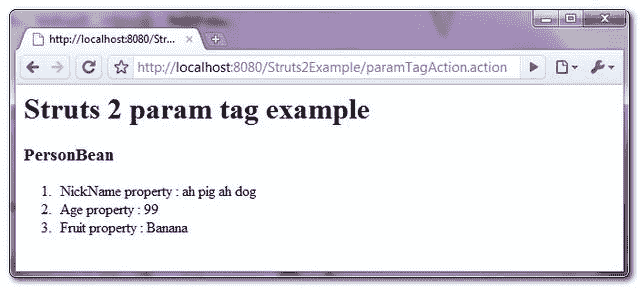 http://localhost:8080/Str...
http://localhost:8080/Struts2Example/paramTagAction.action
Struts 2 param tag example
PersonBean
1. NickName property : ah pig ah dog
2. Age property : 99
3. Fruit property : Banana